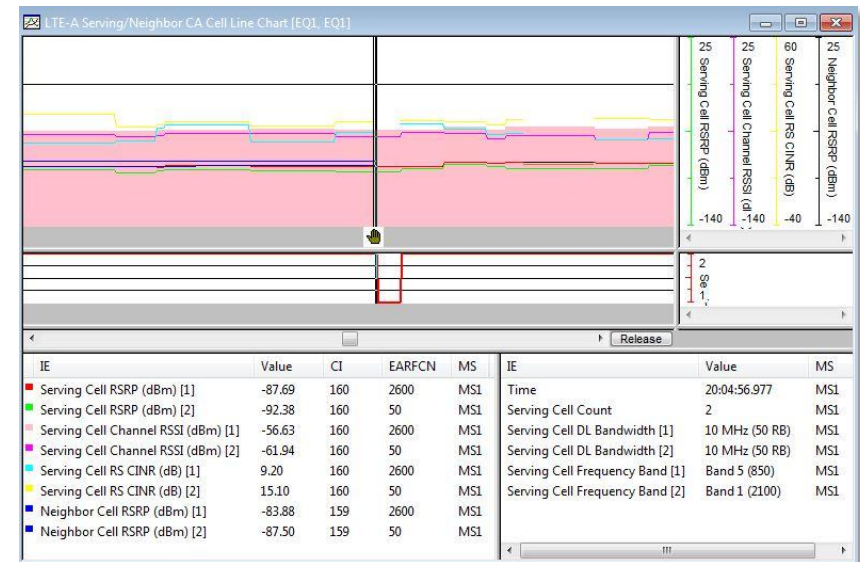 LTE-A Serving/Neighbor CA Cell Line Chart [EQ1, EQ1]
25 25 60 25
Serving Cell RSRP (dBm)
Serving Cell Channel RSSI (d
Serving Cell RS CINR (dB)
Neighbor Cell RSRP (dBm)
-140 -140 -40 -140
2
Se
1
Release
IE Value CI EARFCN MS
Serving Cell RSRP (dBm) [1] -87.69 160 2600 MS1
Serving Cell RSRP (dBm) [2] -92.38 160 50 MS1
Serving Cell Channel RSSI (dBm) [1] -56.63 160 2600 MS1
Serving Cell Channel RSSI (dBm) [2] -61.94 160 50 MS1
Serving Cell RS CINR (dB) [1] 9.20 160 2600 MS1
Serving Cell RS CINR (dB) [2] 15.10 160 50 MS1
Neighbor Cell RSRP (dBm) [1] -83.88 159 2600 MS1
Neighbor Cell RSRP (dBm) [2] -87.50 159 50 MS1
IE Value MS
Time 20:04:56.977 MS1
Serving Cell Count 2 MS1
Serving Cell DL Bandwidth [1] 10 MHz (50 RB) MS1
Serving Cell DL Bandwidth [2] 10 MHz (50 RB) MS1
Serving Cell Frequency Band [1] Band 5 (850) MS1
Serving Cell Frequency Band [2] Band 1 (2100) MS1